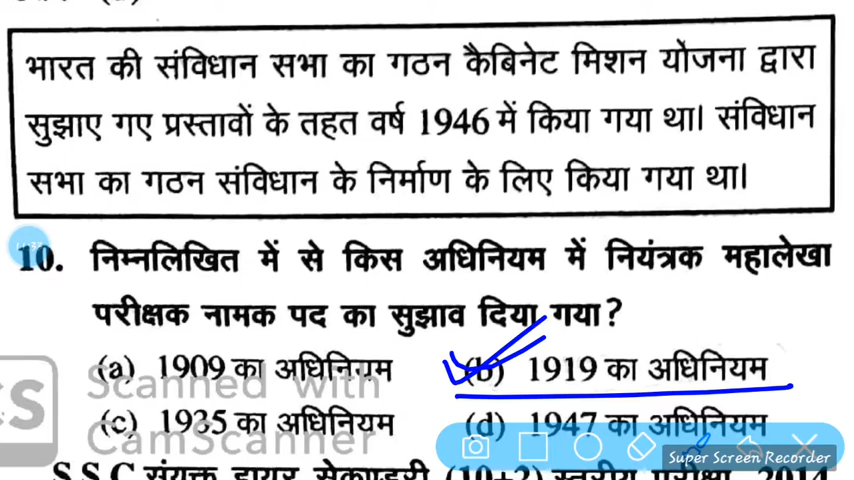 भारत की संविधान सभा का गठन कैबिनेट मिशन योजना द्वारा
सुझाए गए प्रस्तावों के तहत वर्ष 1946 में किया गया था। संविधान
सभा का गठन संविधान के निर्माण के लिए किया गया था।
10. निम्नलिखित में से किस अधिनियम में नियंत्रक महालेखा
परीक्षक नामक पद का सुझाव दिया गया?
(a) 1909 का अधिनियम (b) 1919 का अधिनियम
(c) 1935 का अधिनियम (d) 1947 का अधिनियम
CS Scanned with
CamScanner
Super Screen Recorder
S S C संयुक्त हायर सेकण्डरी (10+2) स्तरीय परीक्षा, 2014